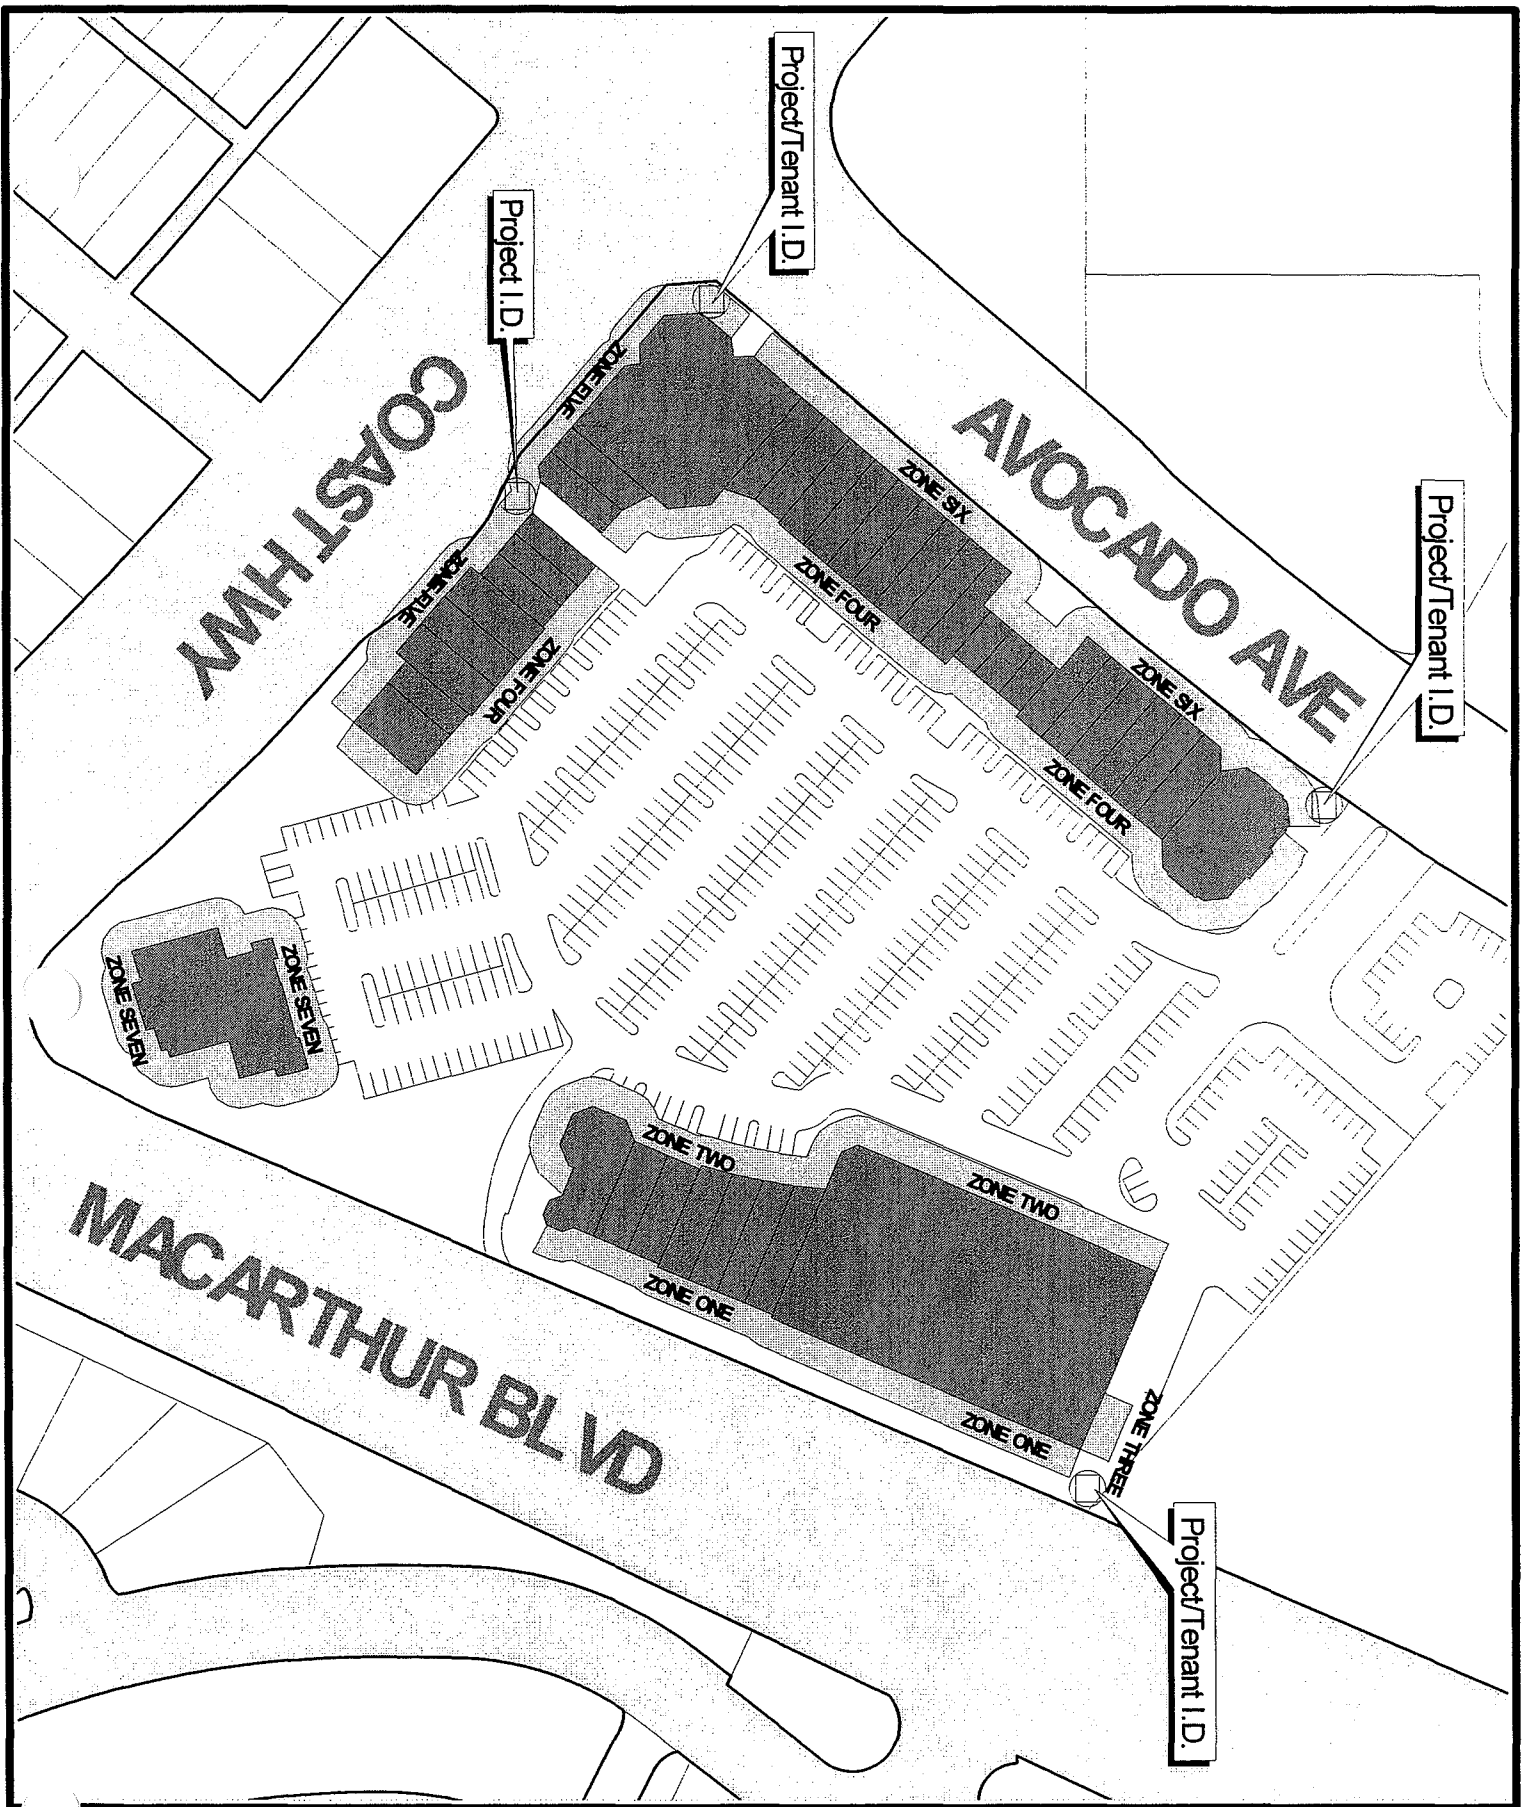 Project/Tenant I.D.
Project I.D.
Project/Tenant I.D.
Project/Tenant I.D.
AVOCADO AVE
COAST HWY
MACARTHUR BLVD
ZONE FIVE
ZONE FIVE
ZONE SIX
ZONE SIX
ZONE FOUR
ZONE FOUR
ZONE FOUR
ZONE SEVEN
ZONE SEVEN
ZONE TWO
ZONE TWO
ZONE ONE
ZONE ONE
ZONE THREE